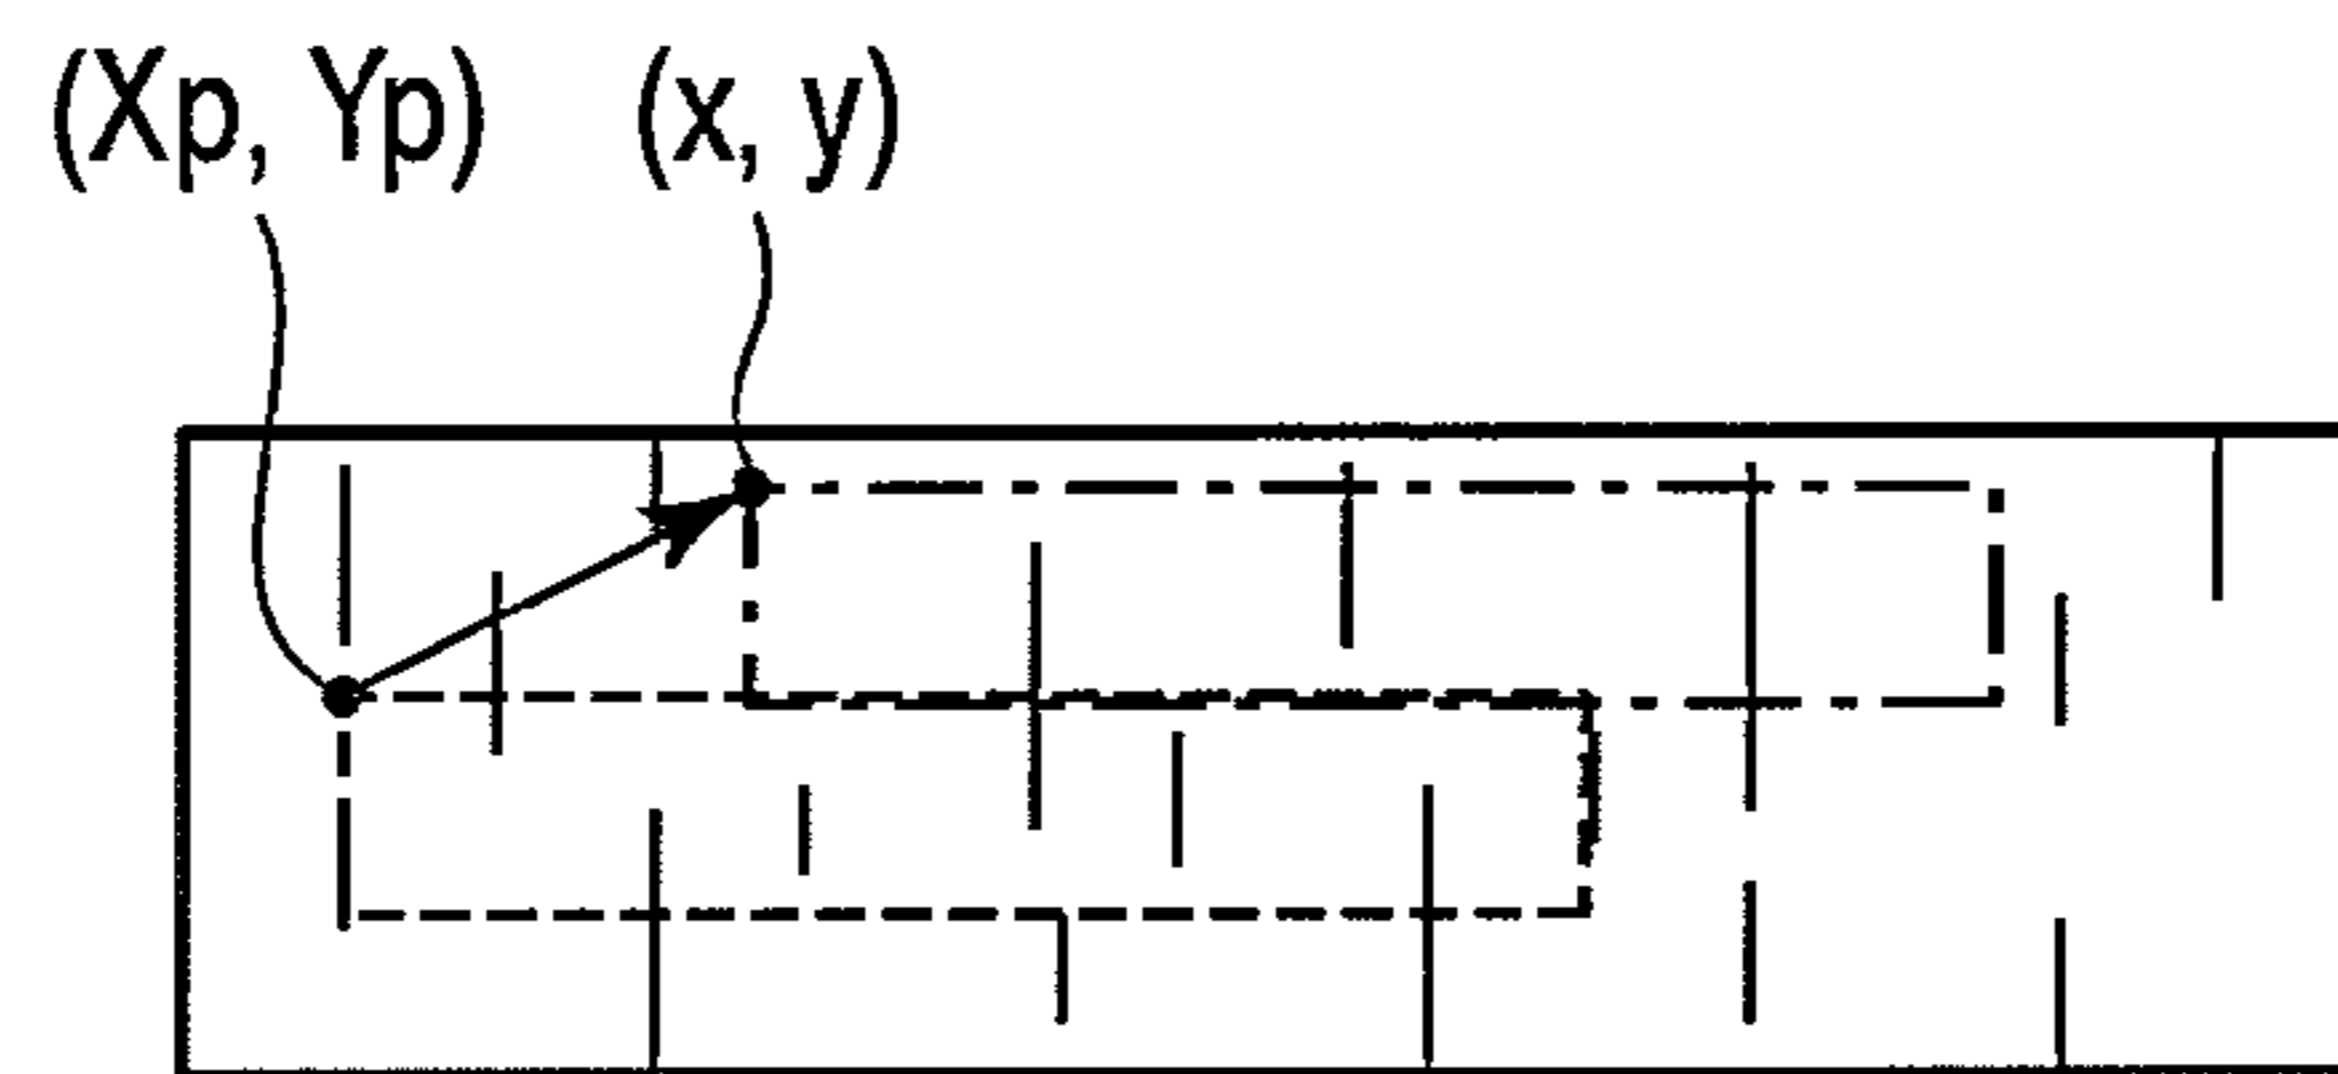 (Xp, Yp) (x, y)